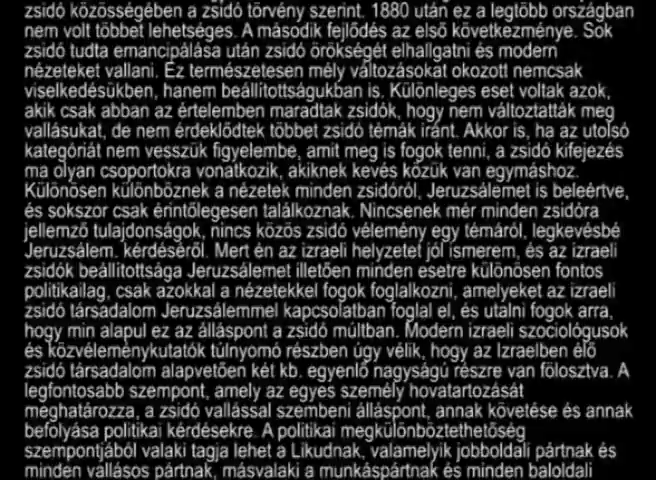 zsidó közösségében a zsidó törvény szerint. 1880 után ez a legtöbb országban
nem volt többet lehetséges. A második fejlődés az első következménye. Sok
zsidó tudta emancipálása után zsidó örökségét elhallgatni és modern
nézeteket vallani. Ez természetesen mély változásokat okozott nemcsak
viselkedésükben, hanem beállítottságukban is. Különleges eset voltak azok,
akik csak abban az értelemben maradtak zsidók, hogy nem változtatták meg
vallásukat, de nem érdeklődtek többet zsidó témák iránt. Akkor is, ha az utolsó
kategóriát nem vesszük figyelembe, amit meg is fogok tenni, a zsidó kifejezés
ma olyan csoportokra vonatkozik, akiknek kevés közük van egymáshoz.
Különösen különböznek a nézetek minden zsidóról, Jeruzsálemet is beleértve,
és sokszor csak érintőlegesen találkoznak. Nincsenek mér minden zsidóra
jellemző tulajdonságok, nincs közös zsidó vélemény egy témáról, legkevésbé
Jeruzsálem. kérdéséről. Mert én az izraeli helyzetet jól ismerem, és az izraeli
zsidók beállítottsága Jeruzsálemet illetően minden esetre különösen fontos
politikailag, csak azokkal a nézetekkel fogok foglalkozni, amelyeket az izraeli
zsidó társadalom Jeruzsálemmel kapcsolatban foglal el, és utalni fogok arra,
hogy min alapul ez az álláspont a zsidó múltban. Modern izraeli szociológusok
és közvéleménykutatók túlnyomó részben úgy vélik, hogy az Izraelben élő
zsidó társadalom alapvetően két kb. egyenlő nagyságú részre van fölosztva. A
legfontosabb szempont, amely az egyes személy hovatartozását
meghatározza, a zsidó vallással szembeni álláspont, annak követése és annak
befolyása politikai kérdésekre. A politikai megkülönböztethetőség
szempontjából valaki tagja lehet a Likudnak, valamelyik jobboldali pártnak és
minden vallásos pártnak, másvalaki a munkáspártnak és minden baloldali